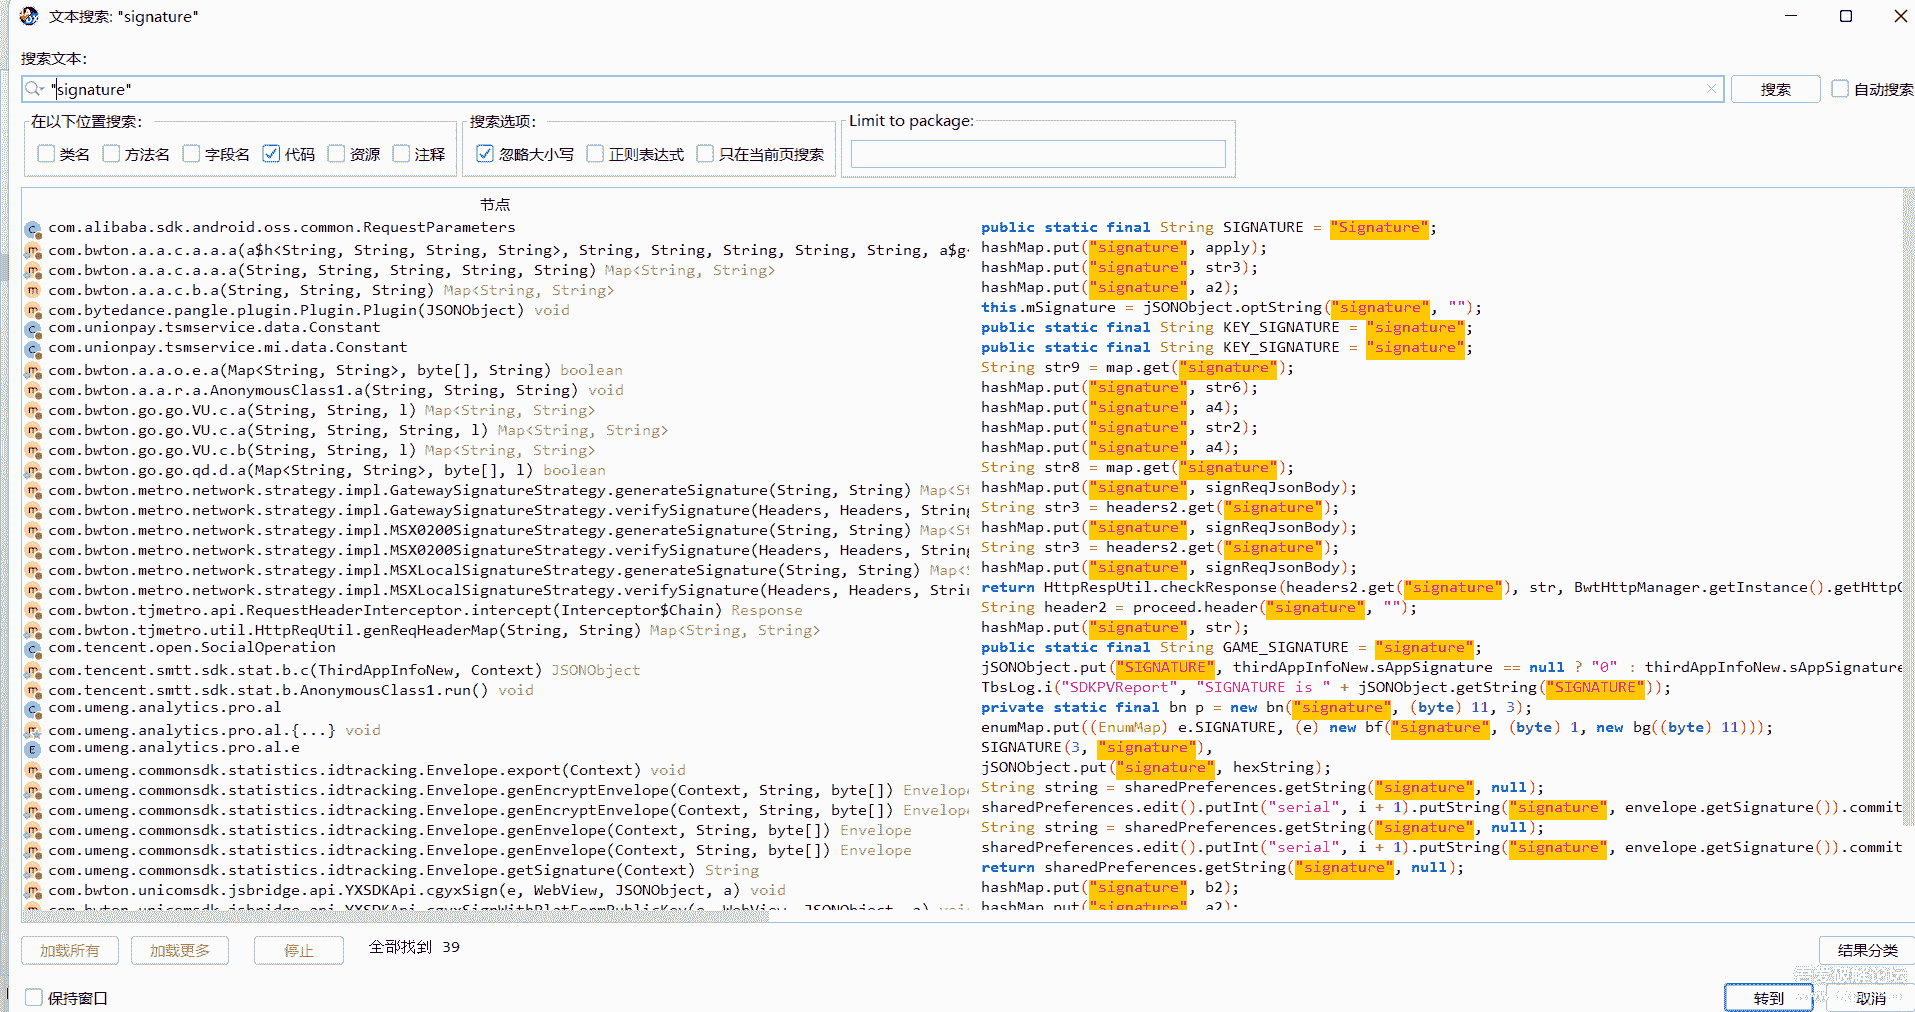 文本搜索: "signature"
搜索文本:
"signature"
搜索
自动搜索
在以下位置搜索:
搜索选项:
Limit to package:
类名 方法名 字段名 代码 资源 注释
忽略大小写 正则表达式 只在当前页搜索
节点
com.alibaba.sdk.android.oss.common.RequestParameters public static final String SIGNATURE = "Signature";
com.bwton.a.a.c.a.a.a(a$h<String, String, String, String>, String, String, String, String, String, a$g< hashMap.put("signature", apply);
com.bwton.a.a.c.a.a.a(String, String, String, String, String) Map<String, String> hashMap.put("signature", str3);
com.bwton.a.a.c.b.a(String, String, String) Map<String, String> hashMap.put("signature", a2);
com.bytedance.pangle.plugin.Plugin.Plugin(JSONObject) void this.mSignature = jSONObject.optString("signature", "");
com.unionpay.tsmservice.data.Constant public static final String KEY_SIGNATURE = "signature";
com.unionpay.tsmservice.mi.data.Constant public static final String KEY_SIGNATURE = "signature";
com.bwton.a.a.o.e.a(Map<String, String>, byte[], String) boolean String str9 = map.get("signature");
com.bwton.a.a.r.a.AnonymousClass1.a(String, String, String) void hashMap.put("signature", str6);
com.bwton.go.go.VU.c.a(String, String, l) Map<String, String> hashMap.put("signature", a4);
com.bwton.go.go.VU.c.a(String, String, String, l) Map<String, String> hashMap.put("signature", str2);
com.bwton.go.go.VU.c.b(String, String, l) Map<String, String> hashMap.put("signature", a4);
com.bwton.go.go.qd.d.a(Map<String, String>, byte[], l) boolean String str8 = map.get("signature");
com.bwton.metro.network.strategy.impl.GatewaySignatureStrategy.generateSignature(String, String) Map<St hashMap.put("signature", signReqJsonBody);
com.bwton.metro.network.strategy.impl.GatewaySignatureStrategy.verifySignature(Headers, Headers, String String str3 = headers2.get("signature");
com.bwton.metro.network.strategy.impl.MSX0200SignatureStrategy.generateSignature(String, String) Map<St hashMap.put("signature", signReqJsonBody);
com.bwton.metro.network.strategy.impl.MSX0200SignatureStrategy.verifySignature(Headers, Headers, String String str3 = headers2.get("signature");
com.bwton.metro.network.strategy.impl.MSXLocalSignatureStrategy.generateSignature(String, String) Map<S hashMap.put("signature", signReqJsonBody);
com.bwton.metro.network.strategy.impl.MSXLocalSignatureStrategy.verifySignature(Headers, Headers, Strin return HttpRespUtil.checkResponse(headers2.get("signature"), str, BwtHttpManager.getInstance().getHttpC
com.bwton.tjmetro.api.RequestHeaderInterceptor.intercept(Interceptor$Chain) Response String header2 = proceed.header("signature", "");
com.bwton.tjmetro.util.HttpReqUtil.genReqHeaderMap(String, String) Map<String, String> hashMap.put("signature", str);
com.tencent.open.SocialOperation public static final String GAME_SIGNATURE = "signature";
com.tencent.smtt.sdk.stat.b.c(ThirdAppInfoNew, Context) JSONObject jSONObject.put("SIGNATURE", thirdAppInfoNew.sAppSignature == null ? "0" : thirdAppInfoNew.sAppSignature
com.tencent.smtt.sdk.stat.b.AnonymousClass1.run() void TbsLog.i("SDKPVReport", "SIGNATURE is " + jSONObject.getString("SIGNATURE"));
com.umeng.analytics.pro.al private static final bn p = new bn("signature", (byte) 11, 3);
com.umeng.analytics.pro.al.{...} void enumMap.put((EnumMap) e.SIGNATURE, (e) new bf("signature", (byte) 1, new bg((byte) 11)));
com.umeng.analytics.pro.al.e SIGNATURE(3, "signature"),
com.umeng.commonsdk.statistics.idtracking.Envelope.export(Context) void jSONObject.put("signature", hexString);
com.umeng.commonsdk.statistics.idtracking.Envelope.genEncryptEnvelope(Context, String, byte[]) Envelope String string = sharedPreferences.getString("signature", null);
com.umeng.commonsdk.statistics.idtracking.Envelope.genEncryptEnvelope(Context, String, byte[]) Envelope sharedPreferences.edit().putInt("serial", i + 1).putString("signature", envelope.getSignature()).commit
com.umeng.commonsdk.statistics.idtracking.Envelope.genEnvelope(Context, String, byte[]) Envelope String string = sharedPreferences.getString("signature", null);
com.umeng.commonsdk.statistics.idtracking.Envelope.genEnvelope(Context, String, byte[]) Envelope sharedPreferences.edit().putInt("serial", i + 1).putString("signature", envelope.getSignature()).commit
com.umeng.commonsdk.statistics.idtracking.Envelope.getSignature(Context) String return sharedPreferences.getString("signature", null);
com.bwton.unicomsdk.jsbridge.api.YXSDKApi.cgyxSign(e, WebView, JSONObject, a) void hashMap.put("signature", b2);
com.bwton.unicomsdk.jsbridge.api.YXSDKApi.cgyxSignWithPlatFormPublicKey(e, WebView, JSONObject, a) void hashMap.put("signature", a2);
加载所有 加载更多 停止 全部找到 39 结果分类
保持窗口 转到 取消